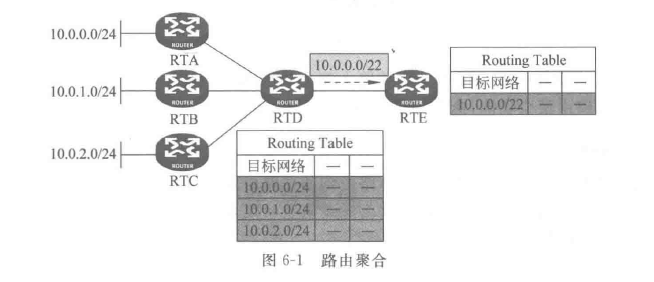 10.0.0.0/24
ROUTER
RTA
10.0.1.0/24
ROUTER
RTB
10.0.2.0/24
ROUTER
RTC
ROUTER
RTD
10.0.0.0/22
ROUTER
RTE
Routing Table
目标网络 — —
10.0.0.0/22 — —
Routing Table
目标网络 — —
10.0.0.0/24 — —
10.0.1.0/24 — —
10.0.2.0/24 — —
图 6-1 路由聚合